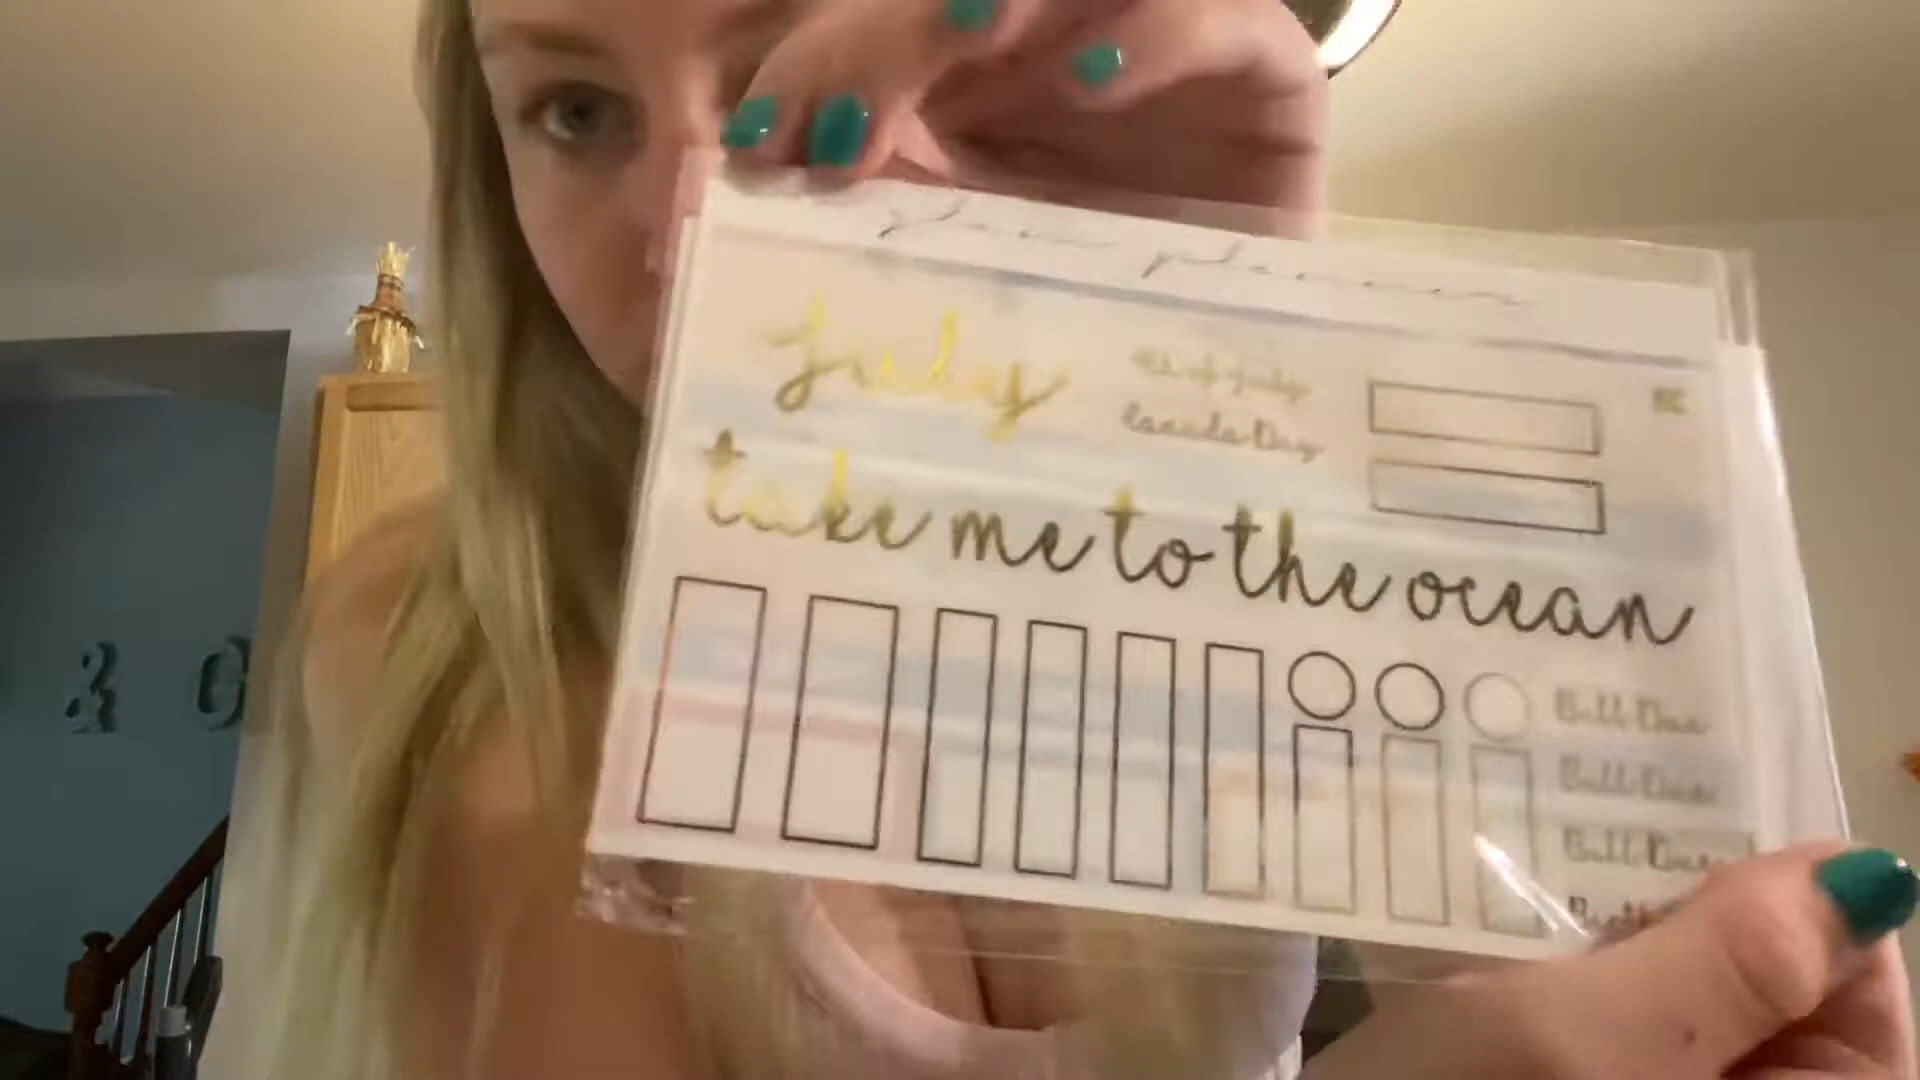 July
4th of July
Canada Day
take me to the ocean
Bill Due
Bill Due
Bill Due
& C